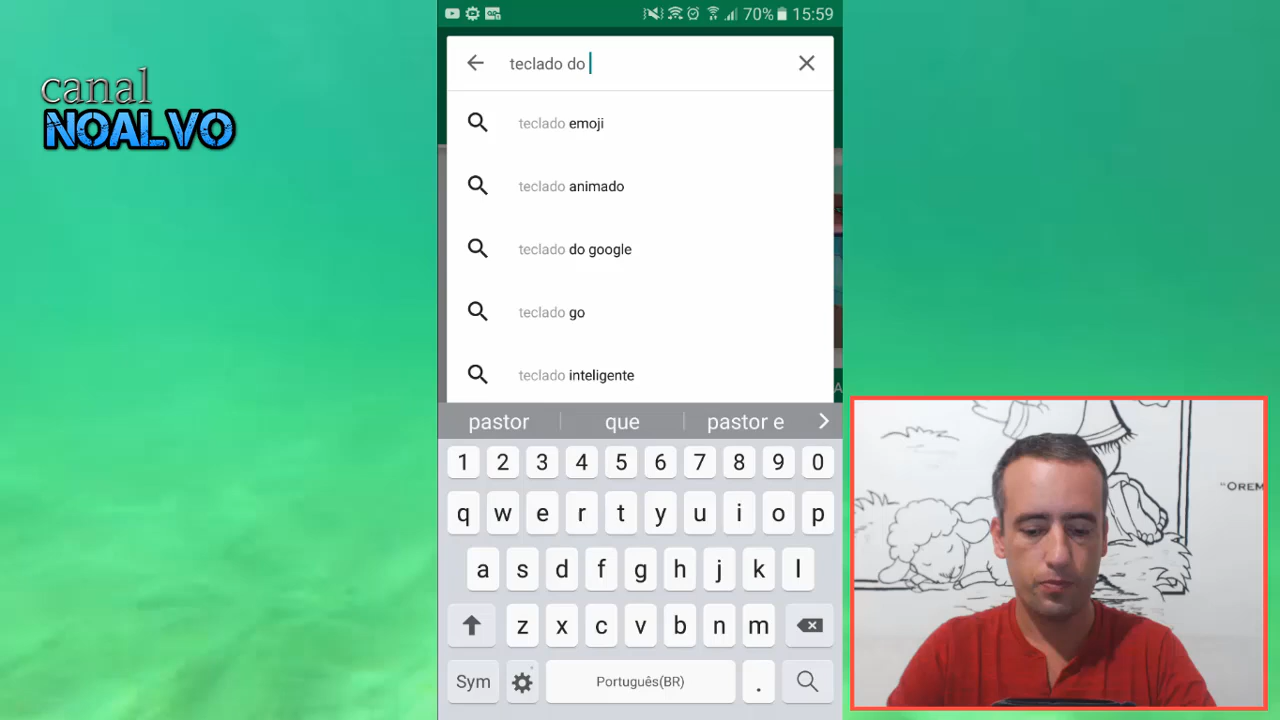 canal
NOALVO
70% 15:59
teclado do
teclado emoji
teclado animado
teclado do google
teclado go
teclado inteligente
pastor que pastor e
1 2 3 4 5 6 7 8 9 0
q w e r t y u i o p
a s d f g h j k l
z x c v b n m
Sym Português(BR) .
"OREM